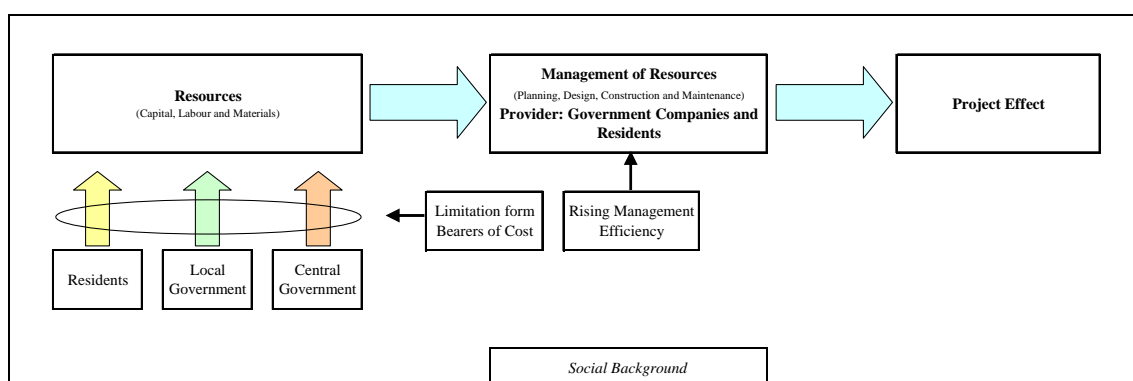 Resources
(Capital, Labour and Materials)
Management of Resources
(Planning, Design, Construction and Maintenance)
Provider: Government Companies and
Residents
Project Effect
Limitation form
Bearers of Cost
Rising Management
Efficiency
Residents
Local
Government
Central
Government
Social Background